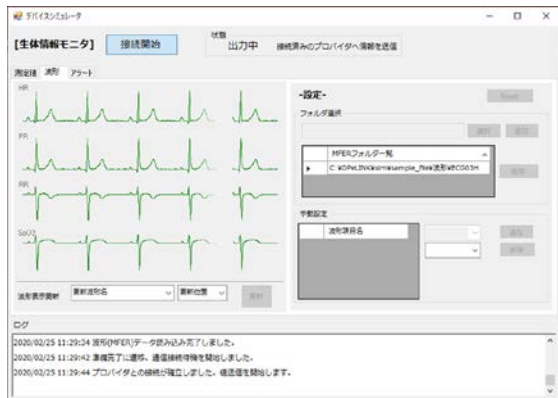 デバイスシミュレータ
[生体情報モニタ]
接続開始
状態
出力中 接続済みのプロバイダへ情報を送信
測定値 波形 アラート
HR
PR
RR
SpO2
波形表示更新
更新波形名
更新位置
更新
-設定-
Reset
フォルダ選択
選択
追加
MFERフォルダ一覧
削除
手動設定
波形項目名
追加
削除
ログ
2020/02/25 11:29:34 波形(MFER)データ読み込み完了しました。
2020/02/25 11:29:42 準備完了に遷移、通信接続待機を開始しました。
2020/02/25 11:29:44 プロバイダとの接続が確立しました。値送信を開始します。